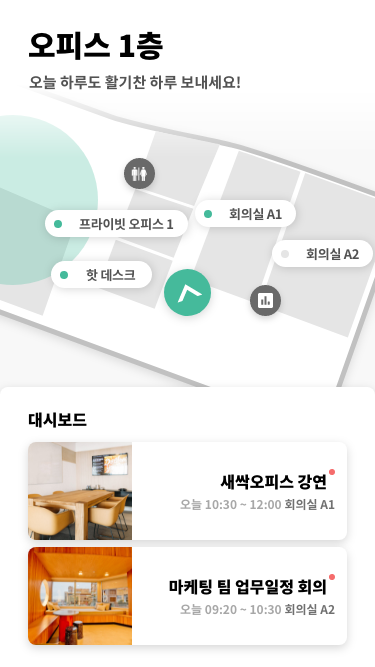 오피스 1층
오늘 하루도 활기찬 하루 보내세요!
프라이빗 오피스 1
회의실 A1
회의실 A2
핫 데스크
대시보드
새싹오피스 강연
오늘 10:30 ~ 12:00 회의실 A1
마케팅 팀 업무일정 회의
오늘 09:20 ~ 10:30 회의실 A2